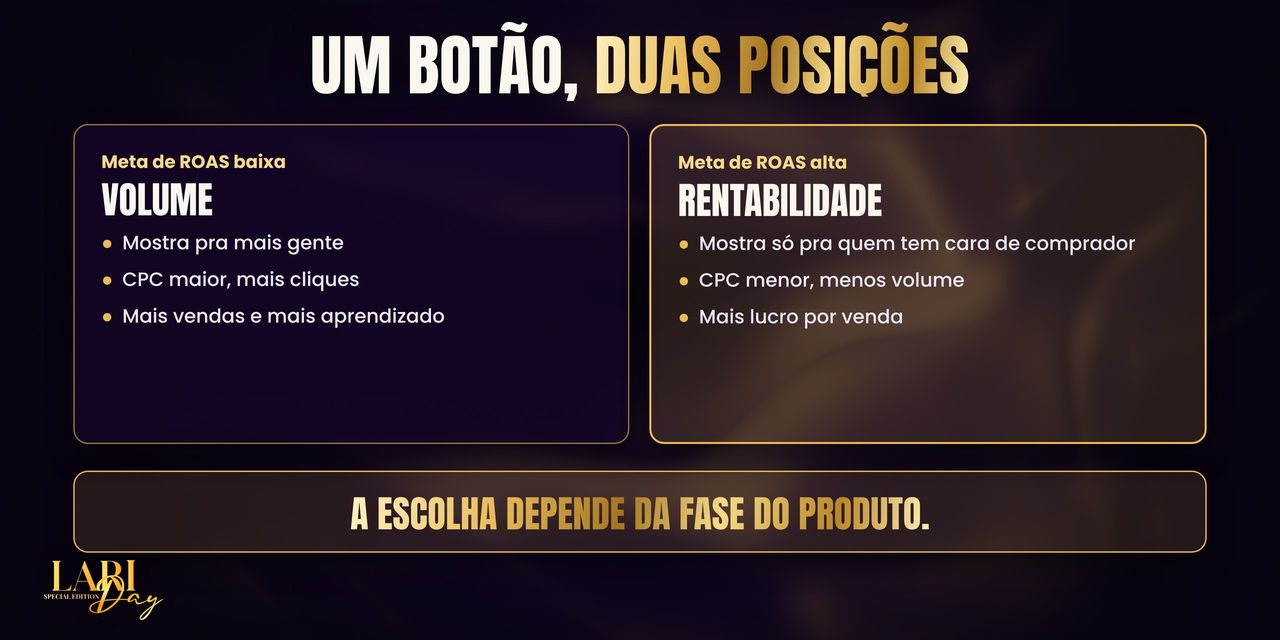 UM BOTÃO, DUAS POSIÇÕES
Meta de ROAS baixa
VOLUME
Mostra pra mais gente
CPC maior, mais cliques
Mais vendas e mais aprendizado
Meta de ROAS alta
RENTABILIDADE
Mostra só pra quem tem cara de comprador
CPC menor, menos volume
Mais lucro por venda
A ESCOLHA DEPENDE DA FASE DO PRODUTO.
LABI
SPECIAL EDITION Day